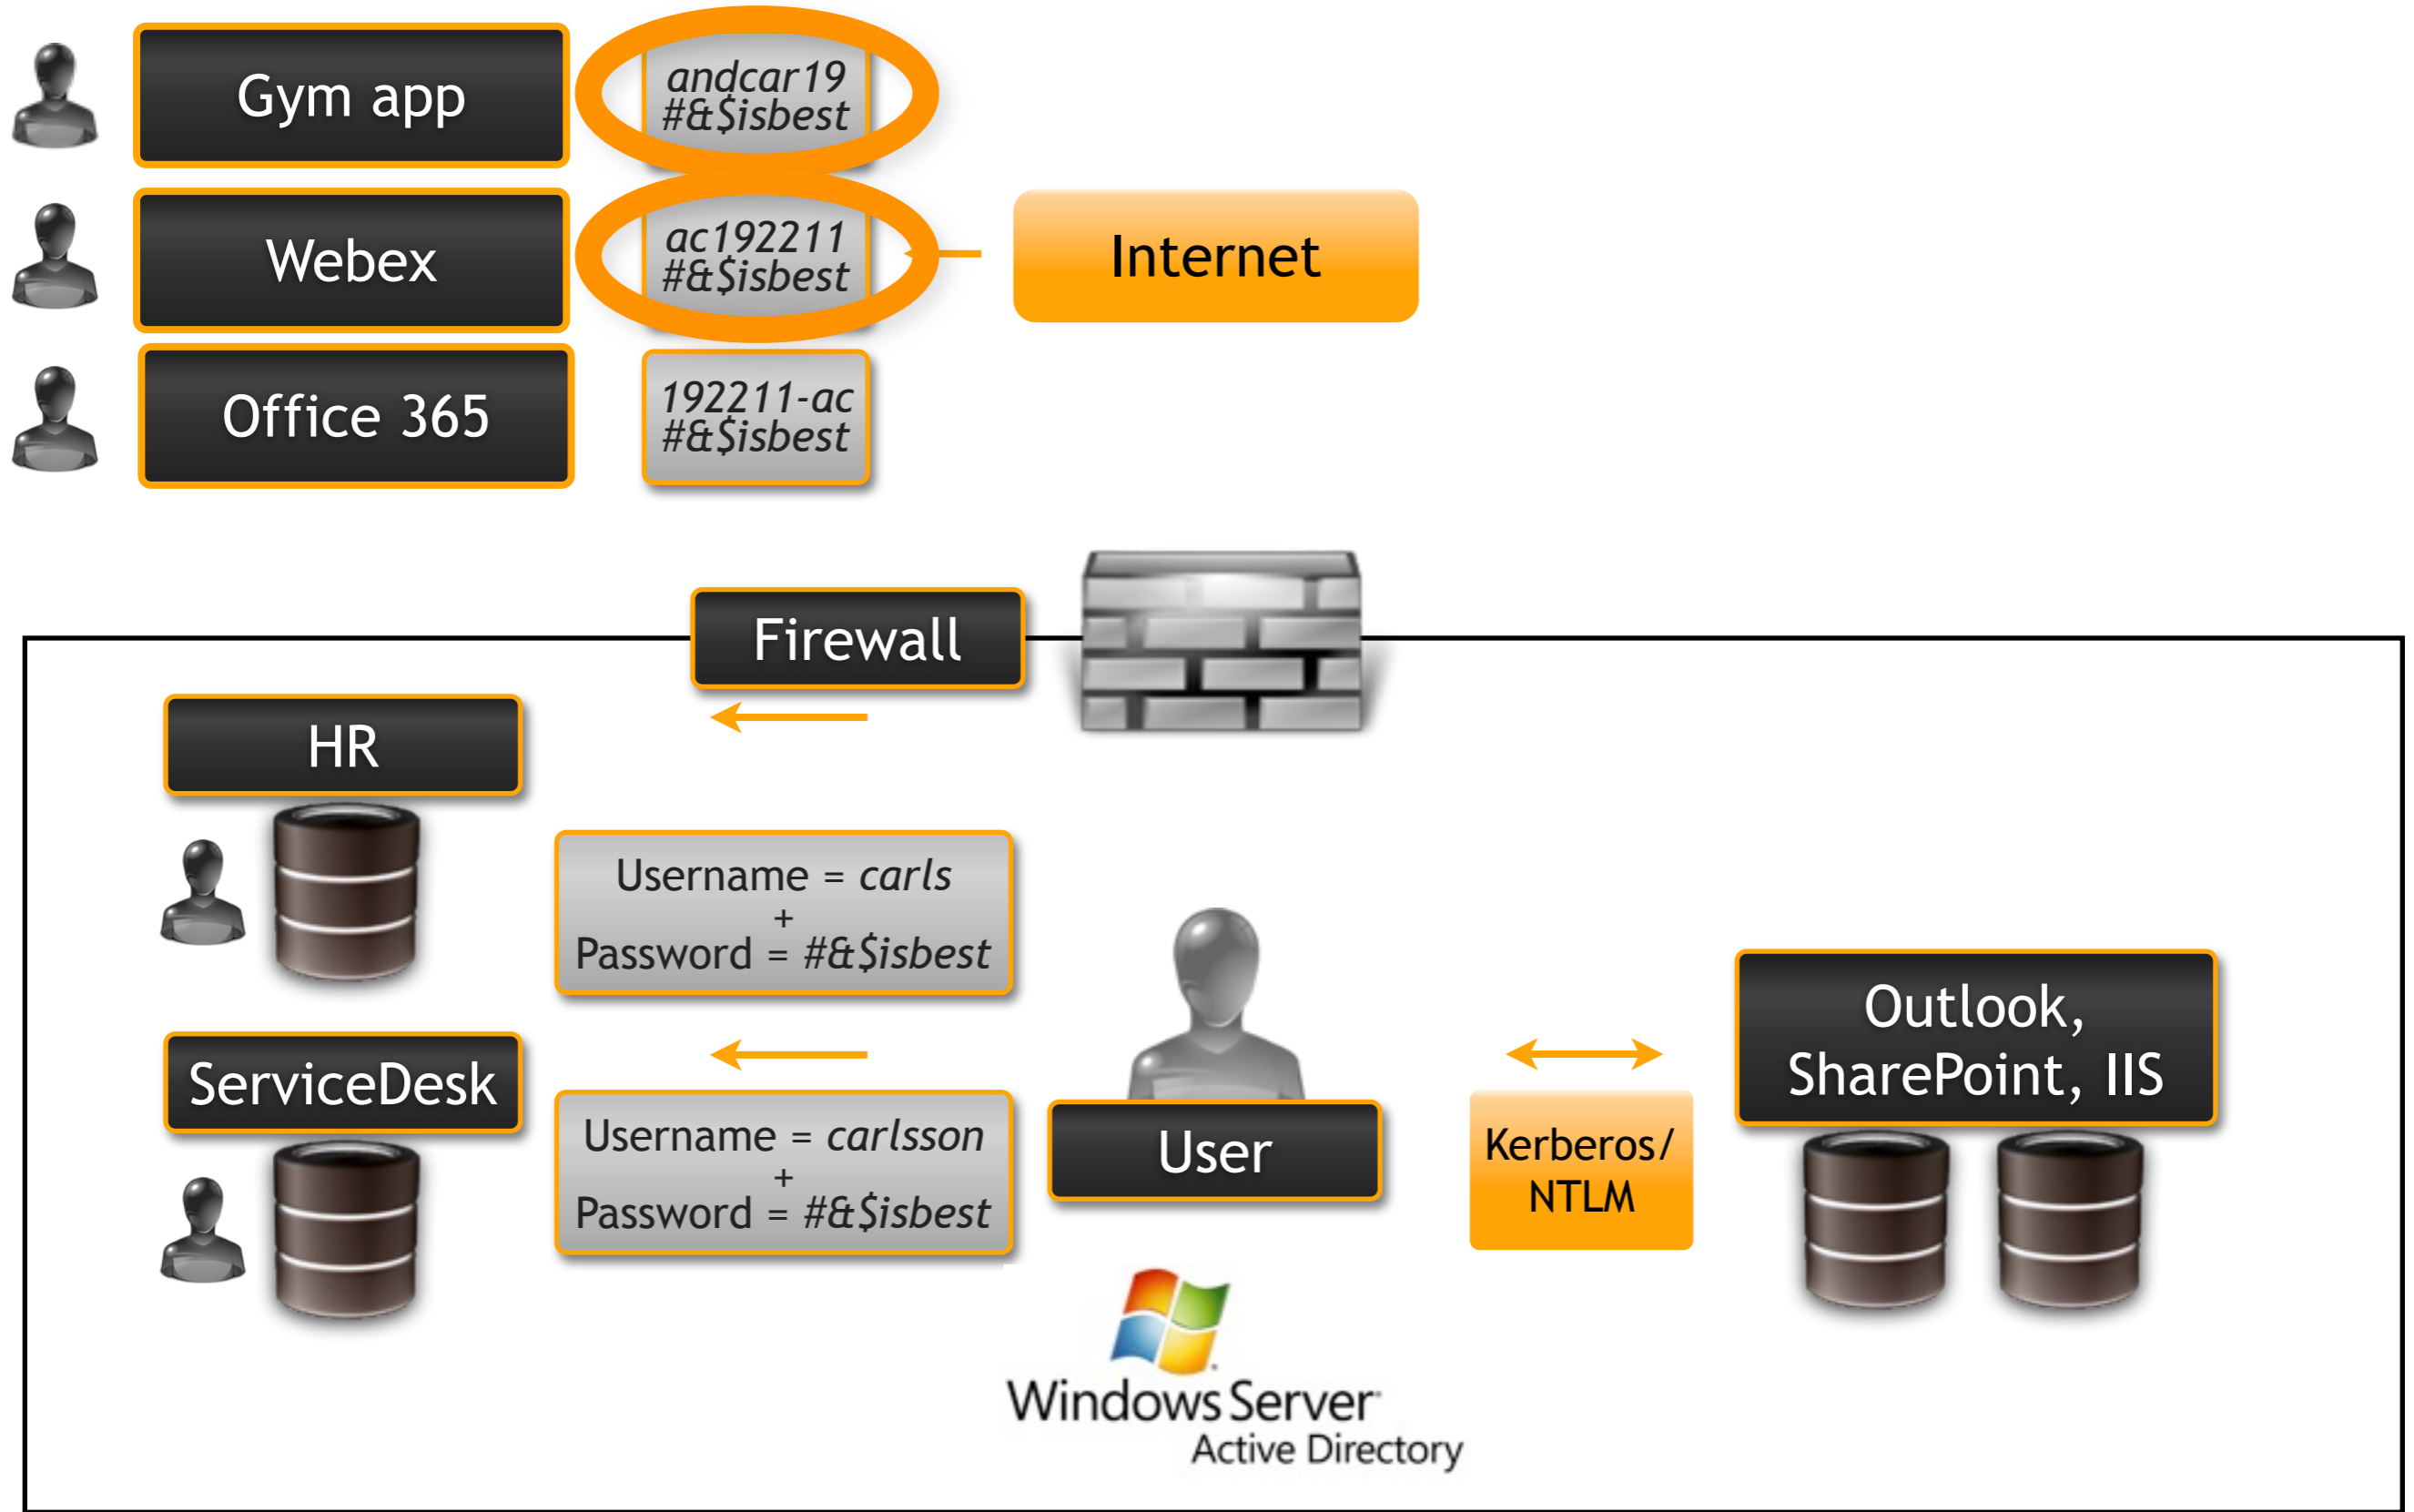 Gym app
andcar19
#&$isbest
Webex
ac192211
#&$isbest
Internet
Office 365
192211-ac
#&$isbest
Firewall
HR
Username = carls
+
Password = #&$isbest
ServiceDesk
Username = carlsson
+
Password = #&$isbest
User
Kerberos/
NTLM
Outlook,
SharePoint, IIS
Windows Server
Active Directory